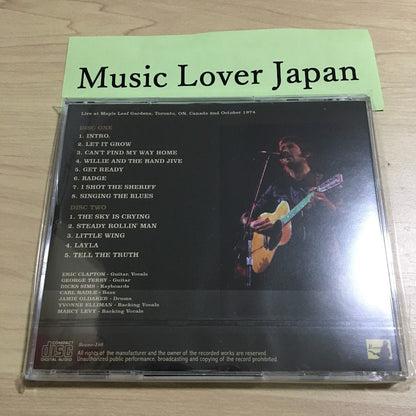 Music Lover Japan
Live at Maple Leaf Gardens, Toronto, ON, Canada 2nd October 1974
DISC ONE
1. INTRO.
2. LET IT GROW
3. CAN'T FIND MY WAY HOME
4. WILLIE AND THE HAND JIVE
5. GET READY
6. BADGE
7. I SHOT THE SHERIFF
8. SINGING THE BLUES
DISC TWO
1. THE SKY IS CRYING
2. STEADY ROLLIN' MAN
3. LITTLE WING
4. LAYLA
5. TELL THE TRUTH
ERIC CLAPTON - Guitar, Vocals
GEORGE TERRY - Guitar
DICKS SIMS - Keyboards
CARL RADLE - Bass
JAMIE OLDAKER - Drums
YVONNE ELLIMAN - Backing Vocals
MARCY LEVY - Backing Vocals
COMPACT
disc
DIGITAL AUDIO
All rights of the manufacturer and the owner of the recorded works are reserved.
Unauthorized public performance, broadcasting and copying of the record prohibited.